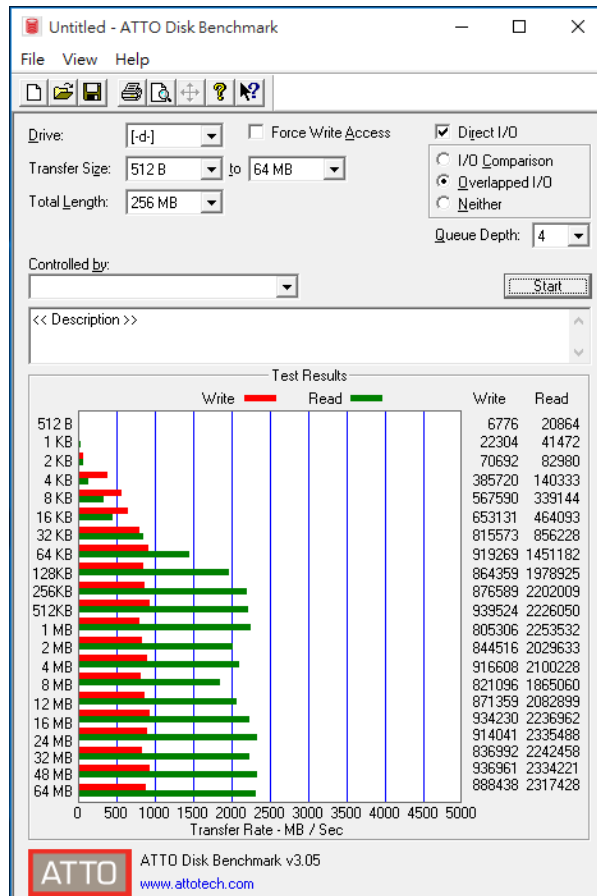 Untitled - ATTO Disk Benchmark
File View Help
Drive: [-d-] Force Write Access Direct I/O
Transfer Size: 512 B to 64 MB I/O Comparison
Overlapped I/O
Total Length: 256 MB Neither
Queue Depth: 4
Controlled by:
Start
<< Description >>
Test Results
Write Read Write Read
512 B 6776 20864
1 KB 22304 41472
2 KB 70692 82980
4 KB 385720 140333
8 KB 567590 339144
16 KB 653131 464093
32 KB 815573 856228
64 KB 919269 1451182
128KB 864359 1978925
256KB 876589 2202009
512KB 939524 2226050
1 MB 805306 2253532
2 MB 844516 2029633
4 MB 916608 2100228
8 MB 821096 1865060
12 MB 871359 2082899
16 MB 934230 2236962
24 MB 914041 2335488
32 MB 836992 2242458
48 MB 936961 2334221
64 MB 888438 2317428
0 500 1000 1500 2000 2500 3000 3500 4000 4500 5000
Transfer Rate - MB / Sec
ATTO ATTO Disk Benchmark v3.05
www.attotech.com